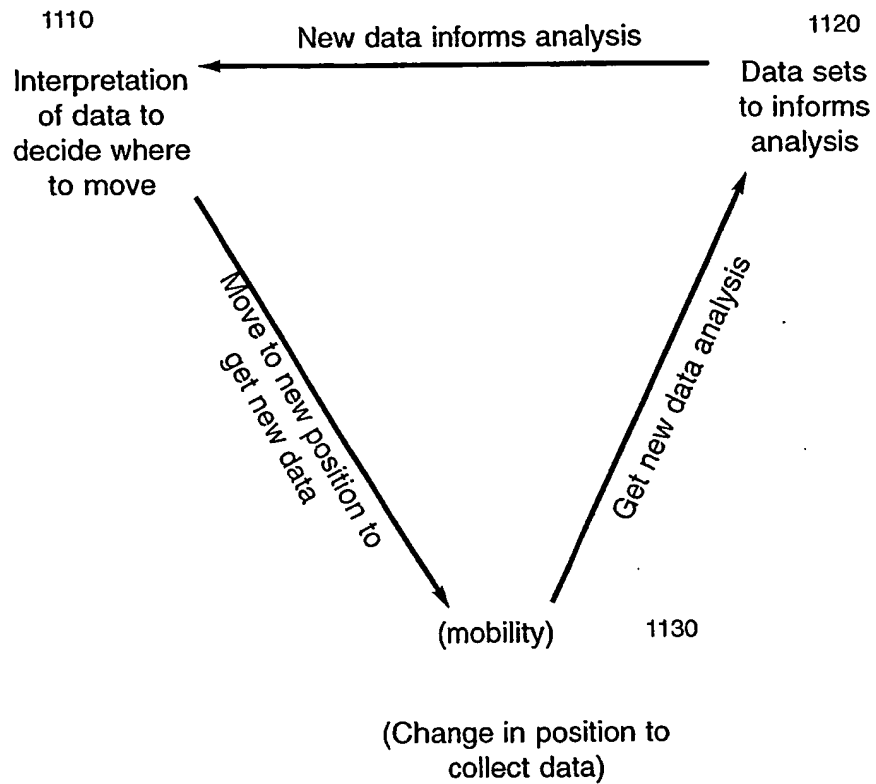 1110
New data informs analysis
1120
Interpretation
of data to
decide where
to move
Data sets
to informs
analysis
Move to new position to
get new data
Get new data analysis
(mobility)
1130
(Change in position to
collect data)